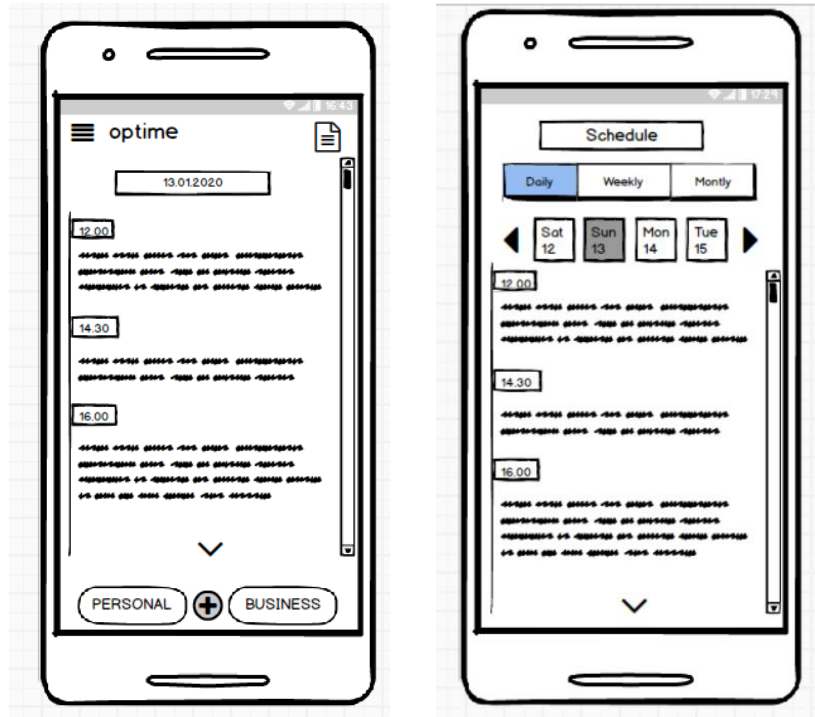 16:43
optime
13.01.2020
12.00
14.30
16.00
PERSONAL
BUSINESS
17:29
Schedule
Daily Weekly Montly
Sat Sun Mon Tue
12 13 14 15
12.00
14.30
16.00